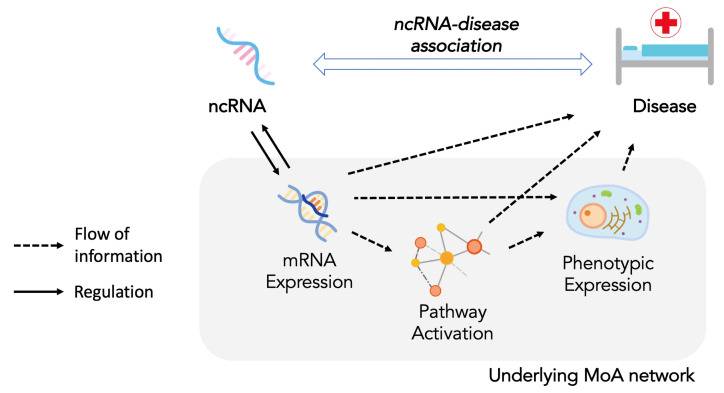 ncRNA-disease
association
ncRNA
Disease
Flow of
information
Regulation
mRNA
Expression
Pathway
Activation
Phenotypic
Expression
Underlying MoA network